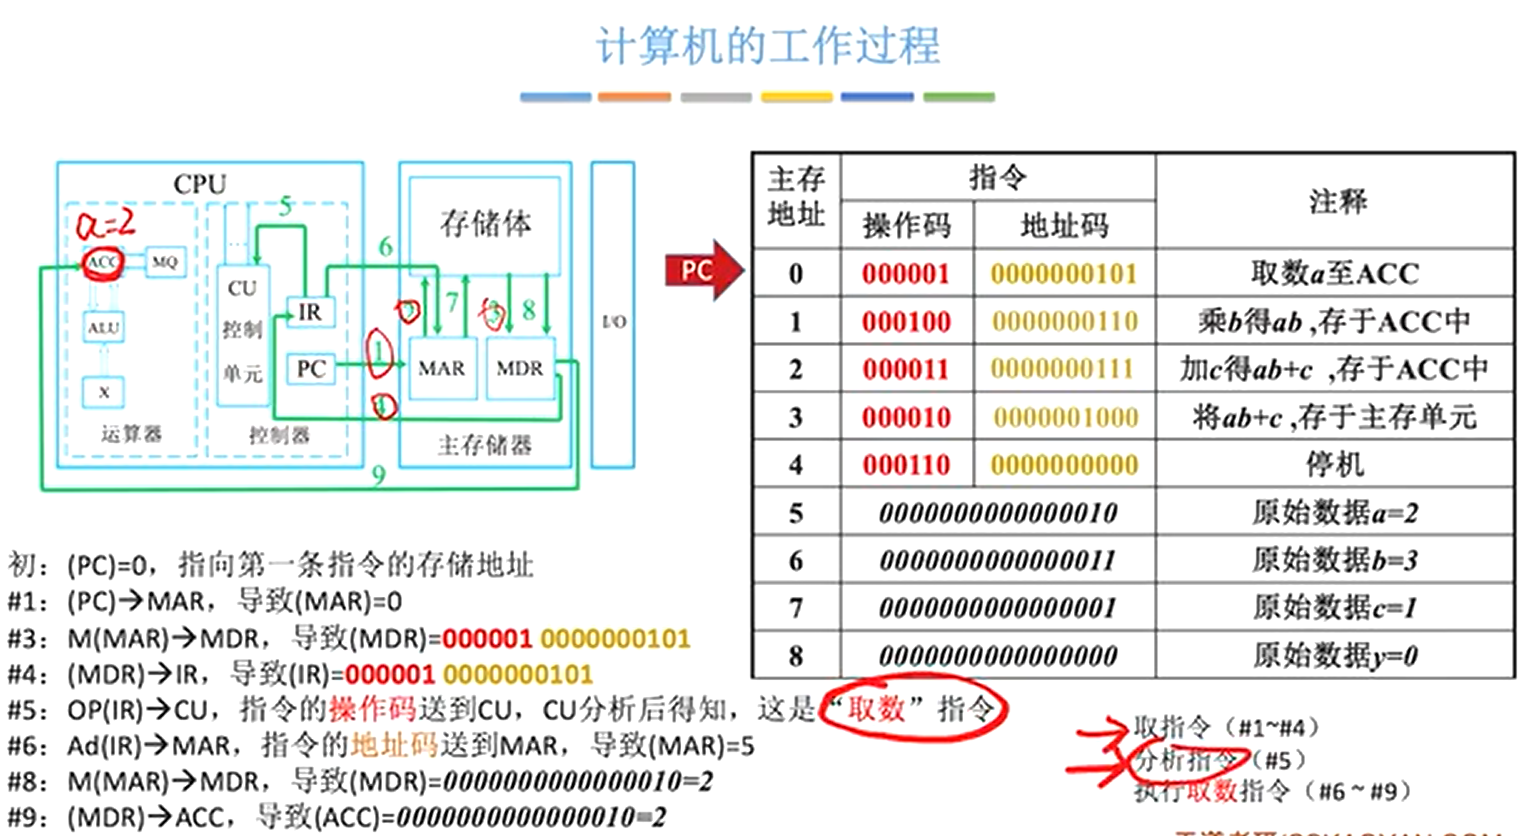 计算机的工作过程
CPU
a=2
ACC
MQ
ALU
X
运算器
5
...
CU
控制
单元
IR
PC
控制器
6
1
4
9
存储体
7
8
MAR
MDR
主存储器
I/O
PC
主存地址 指令 注释
操作码 地址码
0 000001 0000000101 取数a至ACC
1 000100 0000000110 乘b得ab ,存于ACC中
2 000011 0000000111 加c得ab+c ,存于ACC中
3 000010 0000001000 将ab+c ,存于主存单元
4 000110 0000000000 停机
5 0000000000000010 原始数据a=2
6 0000000000000011 原始数据b=3
7 0000000000000001 原始数据c=1
8 0000000000000000 原始数据y=0
初：(PC)=0，指向第一条指令的存储地址
#1：(PC)→MAR，导致(MAR)=0
#3：M(MAR)→MDR，导致(MDR)=000001 0000000101
#4：(MDR)→IR，导致(IR)=000001 0000000101
#5：OP(IR)→CU，指令的操作码送到CU，CU分析后得知，这是“取数”指令
#6：Ad(IR)→MAR，指令的地址码送到MAR，导致(MAR)=5
#8：M(MAR)→MDR，导致(MDR)=0000000000000010=2
#9：(MDR)→ACC，导致(ACC)=0000000000000010=2
取指令（#1~#4）
分析指令（#5）
执行取数指令（#6 ~ #9）